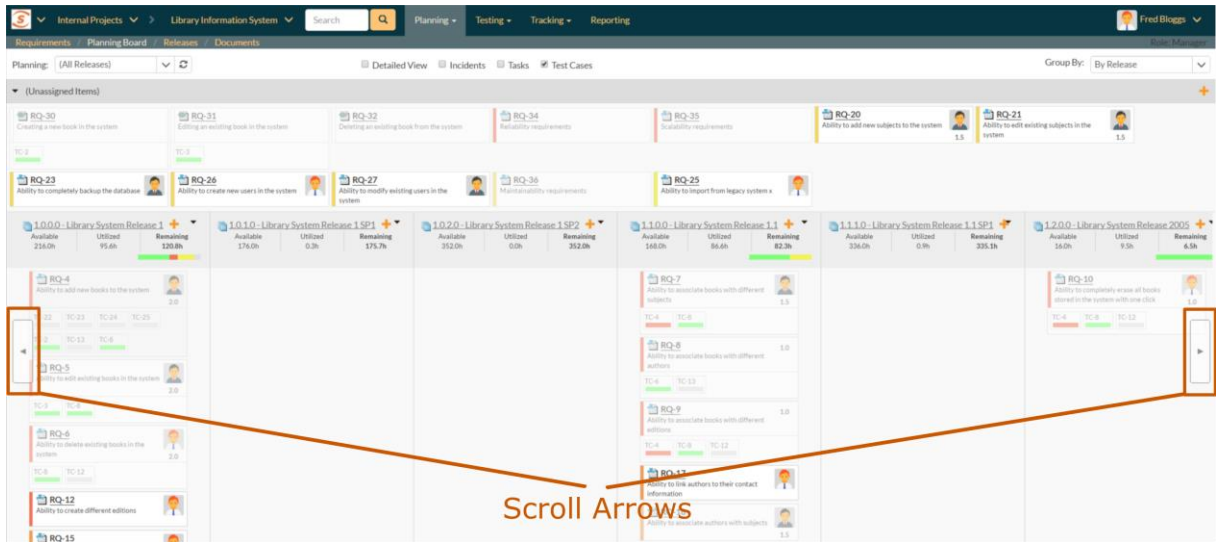 Internal Projects > Library Information System Search Planning Testing Tracking Reporting Fred Bloggs
Requirements / Planning Board / Releases / Documents Role: Manager
Planning: (All Releases) Detailed View Incidents Tasks Test Cases Group By: By Release
(Unassigned Items)
RQ-30 RQ-31 RQ-32 RQ-34 RQ-35 RQ-20 RQ-21
Creating a new book in the system Editing an existing book in the system Deleting an existing book from the system Reliability requirements Scalability requirements Ability to add new subjects to the system Ability to edit existing subjects in the
system
1.5 1.5
TC-2 TC-3
RQ-23 RQ-26 RQ-27 RQ-36 RQ-25
Ability to completely backup the database Ability to create new users in the system Ability to modify existing users in the Maintainability requirements Ability to import from legacy system x
system
1.0.0.0 - Library System Release 1 1.0.1.0 - Library System Release 1 SP1 1.0.2.0 - Library System Release 1 SP2 1.1.0.0 - Library System Release 1.1 1.1.1.0 - Library System Release 1.1 SP1 1.2.0.0 - Library System Release 2005
Available Utilized Remaining Available Utilized Remaining Available Utilized Remaining Available Utilized Remaining Available Utilized Remaining Available Utilized Remaining
216.0h 95.6h 120.8h 176.0h 0.3h 175.7h 352.0h 0.0h 352.0h 168.0h 86.6h 82.3h 336.0h 0.9h 335.1h 16.0h 9.5h 6.5h
RQ-4 RQ-7 RQ-10
Ability to add new books to the system Ability to associate books with different Ability to completely erase all books
subjects stored in the system with one click
2.0 1.5 1.0
TC-23 TC-24 TC-25 TC-4 TC-8 TC-4 TC-8 TC-12
TC-13 TC-8
RQ-8
Ability to associate books with different 1.0
authors
RQ-5
Ability to edit existing books in the system
2.0
TC-6 TC-13
TC-3 TC-6
RQ-9
Ability to associate books with different 1.0
editions
RQ-6
Ability to delete existing books in the
system
2.0
TC-4 TC-8 TC-12
TC-8 TC-12
RQ-17
Ability to link authors to their contact
information
RQ-12
Ability to create different editions
Scroll Arrows
Ability to associate authors with subjects
1.5
RQ-15